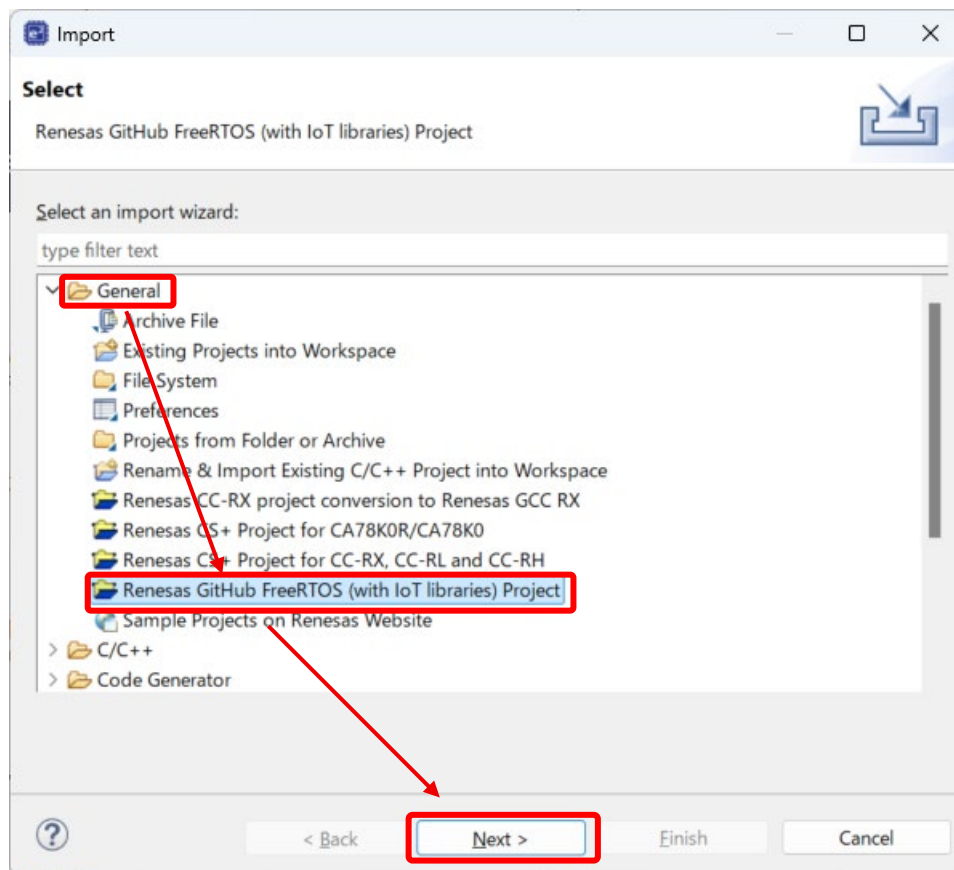 Import
Select
Renesas GitHub FreeRTOS (with IoT libraries) Project
Select an import wizard:
type filter text
General
Archive File
Existing Projects into Workspace
File System
Preferences
Projects from Folder or Archive
Rename & Import Existing C/C++ Project into Workspace
Renesas CC-RX project conversion to Renesas GCC RX
Renesas CS+ Project for CA78K0R/CA78K0
Renesas CS+ Project for CC-RX, CC-RL and CC-RH
Renesas GitHub FreeRTOS (with IoT libraries) Project
Sample Projects on Renesas Website
C/C++
Code Generator
< Back Next > Finish Cancel